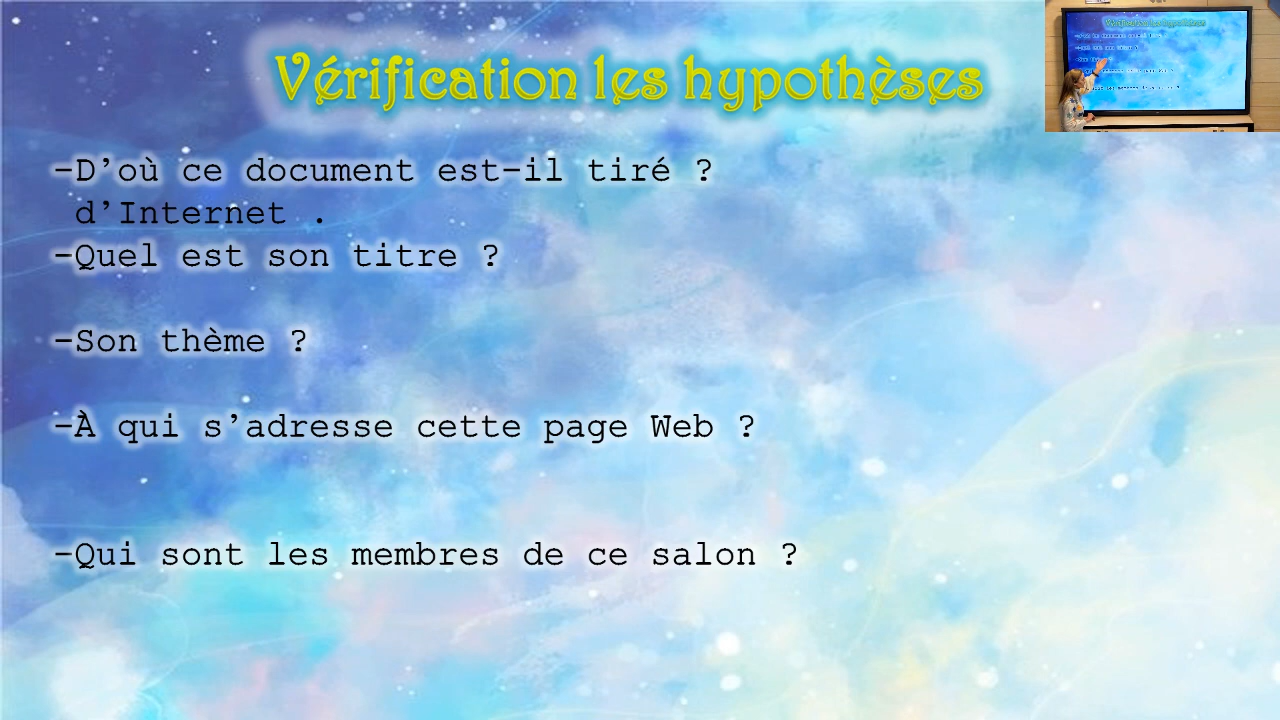 Vérification les hypothèses
-D’où ce document est-il tiré ?
d’Internet .
-Quel est son titre ?
-Son thème ?
-À qui s’adresse cette page Web ?
-Qui sont les membres de ce salon ?